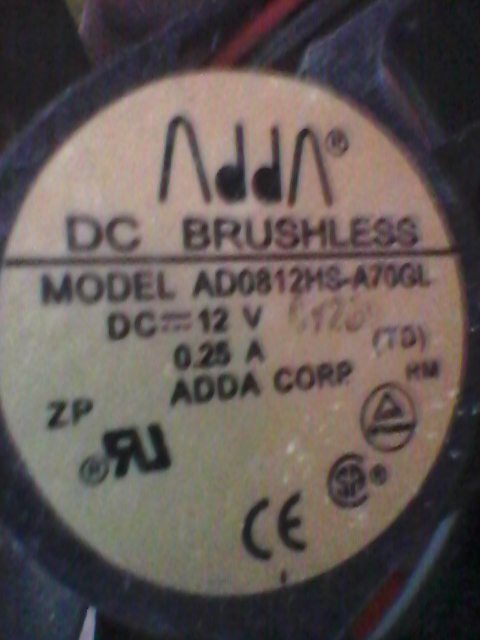 AddA®
DC BRUSHLESS
MODEL AD0812HS-A70GL
DC 12 V
0.25 A
(TD)
ADDA CORP
HM
ZP
CE